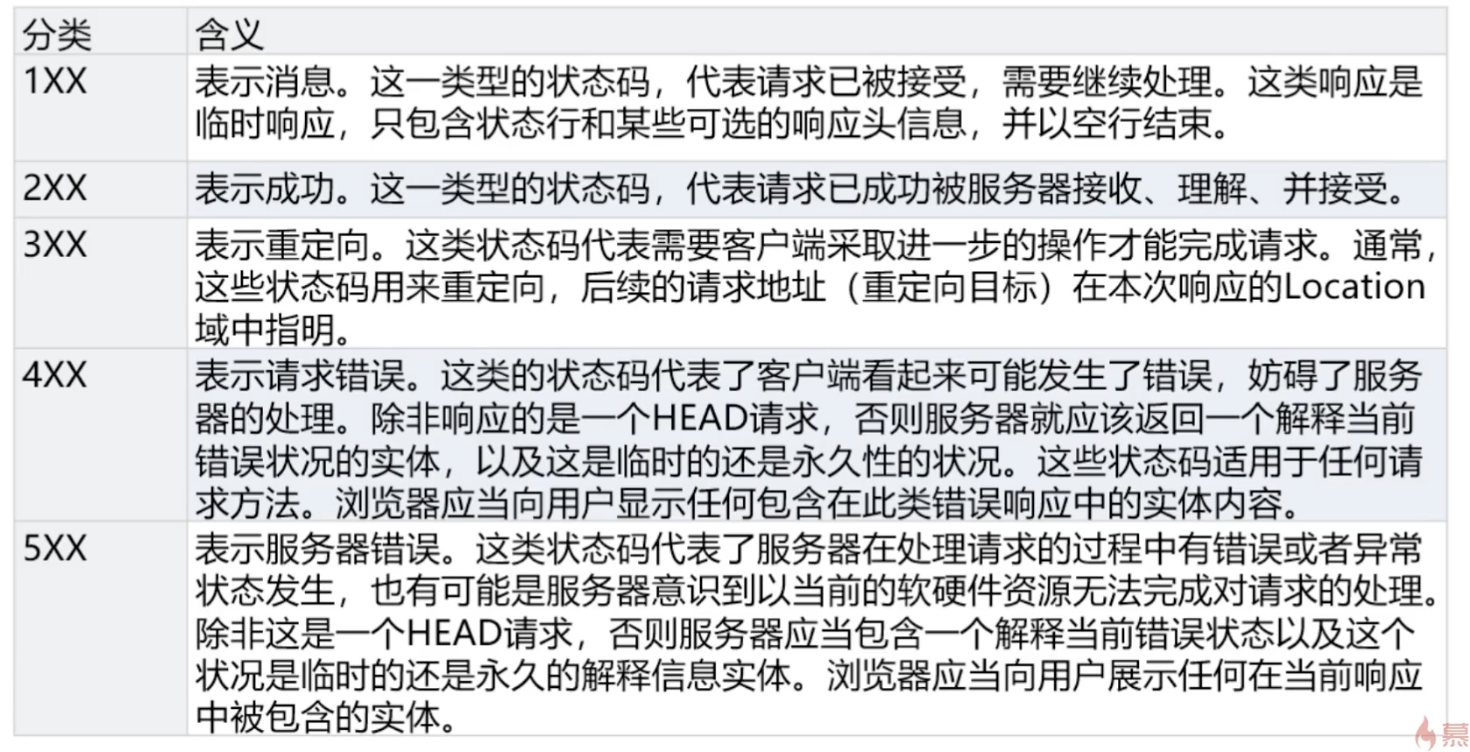 分类 含义
1XX 表示消息。这一类型的状态码，代表请求已被接受，需要继续处理。这类响应是
临时响应，只包含状态行和某些可选的响应头信息，并以空行结束。
2XX 表示成功。这一类型的状态码，代表请求已成功被服务器接收、理解、并接受。
3XX 表示重定向。这类状态码代表需要客户端采取进一步的操作才能完成请求。通常，
这些状态码用来重定向，后续的请求地址（重定向目标）在本次响应的Location
域中指明。
4XX 表示请求错误。这类的状态码代表了客户端看起来可能发生了错误，妨碍了服务
器的处理。除非响应的是一个HEAD请求，否则服务器就应该返回一个解释当前
错误状况的实体，以及这是临时的还是永久性的状况。这些状态码适用于任何请
求方法。浏览器应当向用户显示任何包含在此类错误响应中的实体内容。
5XX 表示服务器错误。这类状态码代表了服务器在处理请求的过程中有错误或者异常
状态发生，也有可能是服务器意识到以当前的软硬件资源无法完成对请求的处理。
除非这是一个HEAD请求，否则服务器应当包含一个解释当前错误状态以及这个
状况是临时的还是永久的解释信息实体。浏览器应当向用户展示任何在当前响应
中被包含的实体。
慕